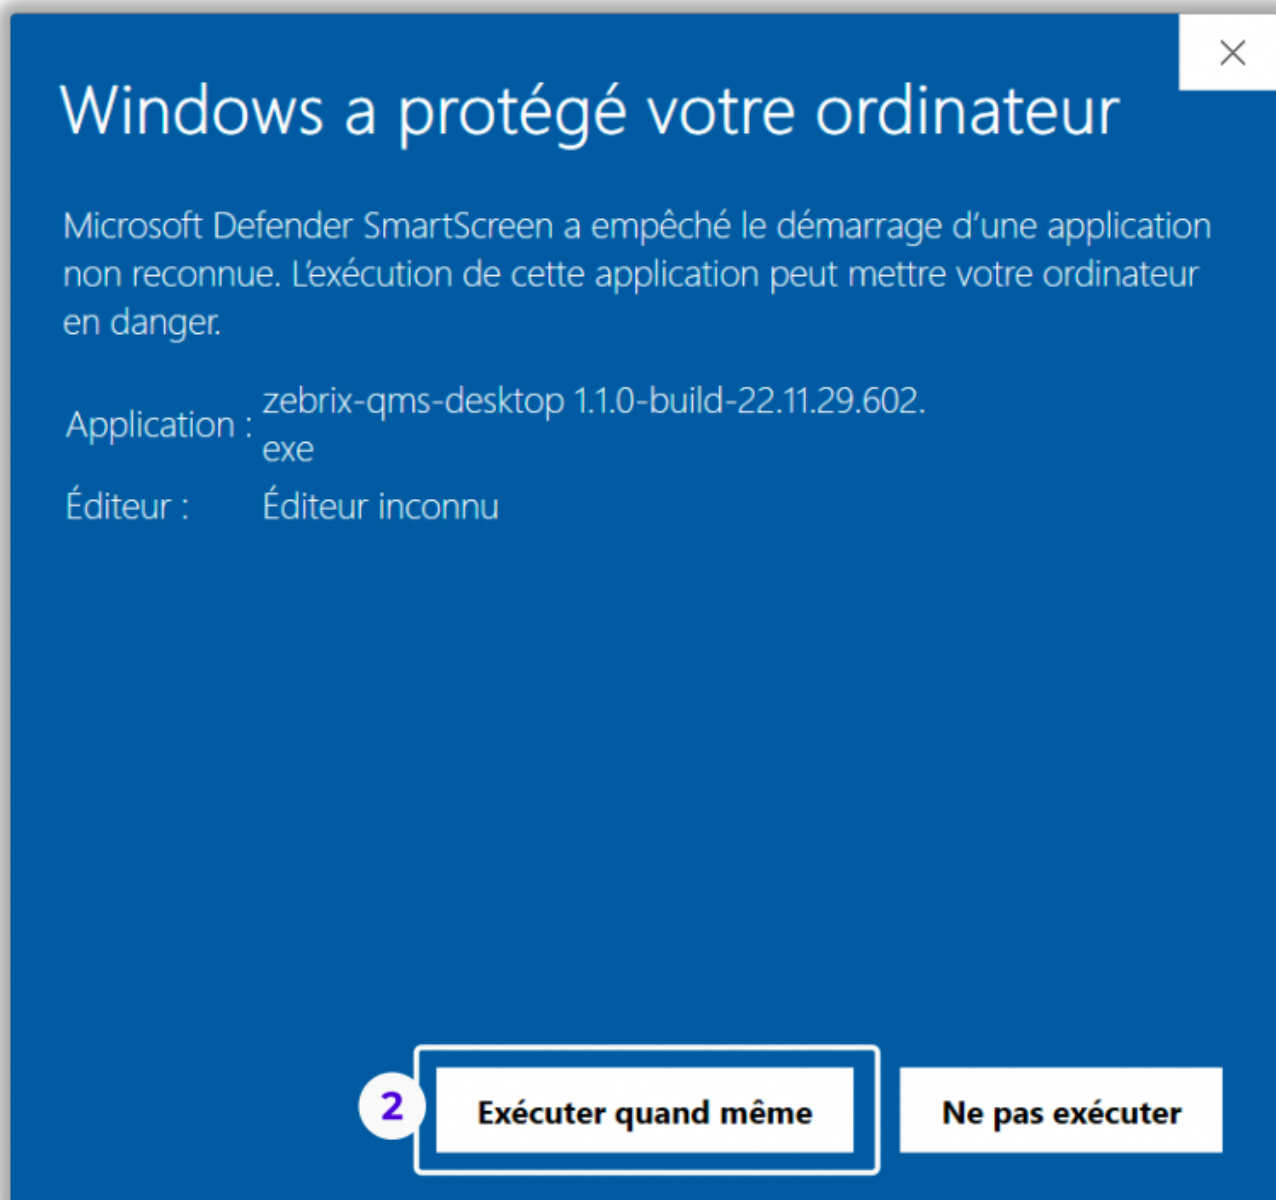 Windows a protégé votre ordinateur
Microsoft Defender SmartScreen a empêché le démarrage d’une application
non reconnue. L’exécution de cette application peut mettre votre ordinateur
en danger.
Application : zebrix-qms-desktop 1.1.0-build-22.11.29.602.
exe
Éditeur : Éditeur inconnu
2 Exécuter quand même Ne pas exécuter